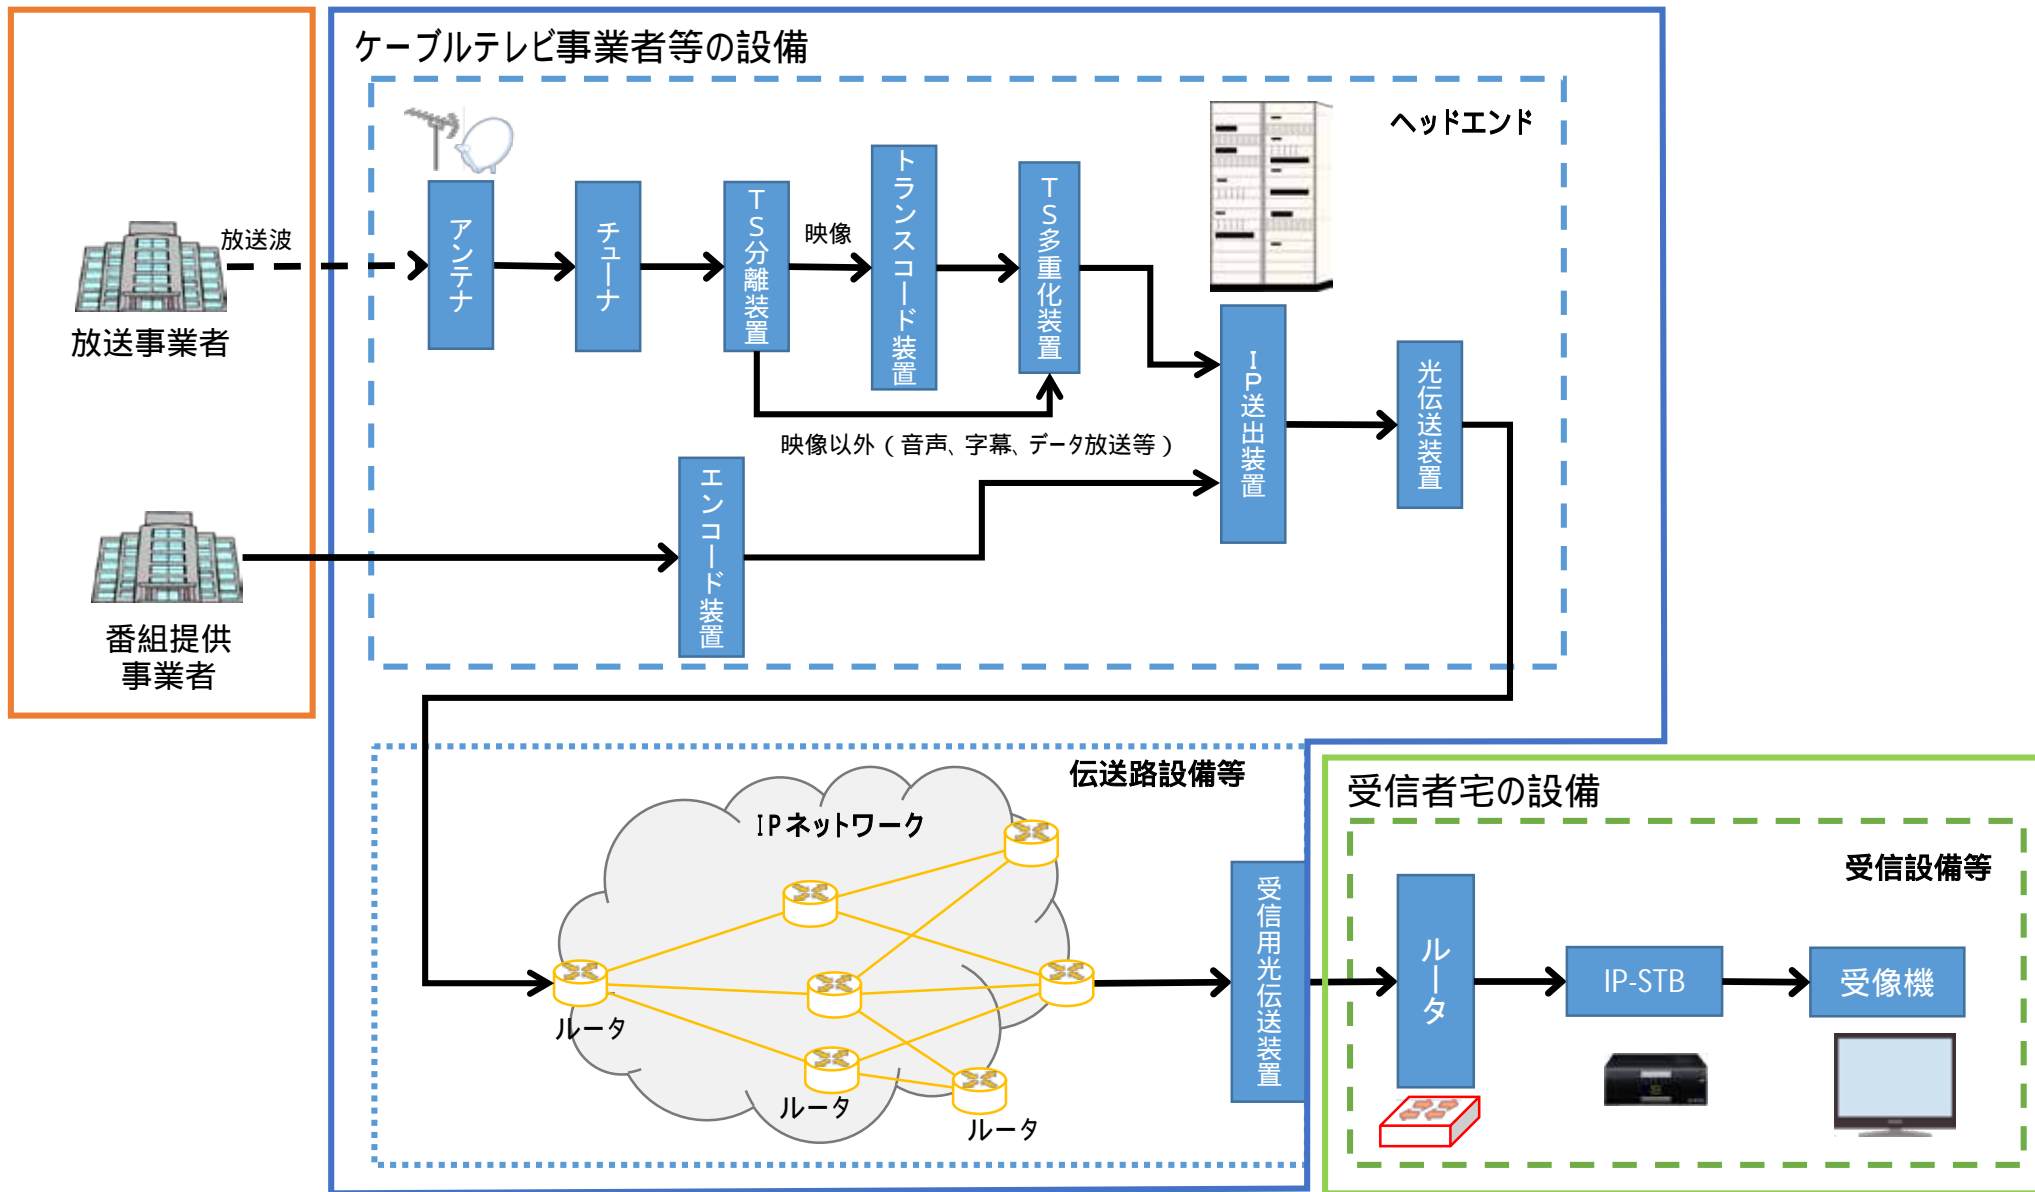 ケーブルテレビ事業者等の設備
ヘッドエンド
放送波
放送事業者
アンテナ
チューナ
TS分離装置
映像
トランスコード装置
TS多重化装置
IP送出装置
光伝送装置
映像以外(音声、字幕、データ放送等)
エンコード装置
番組提供
事業者
伝送路設備等
IPネットワーク
ルータ
ルータ
ルータ
受信用光伝送装置
受信者宅の設備
受信設備等
ルータ
IP-STB
受像機